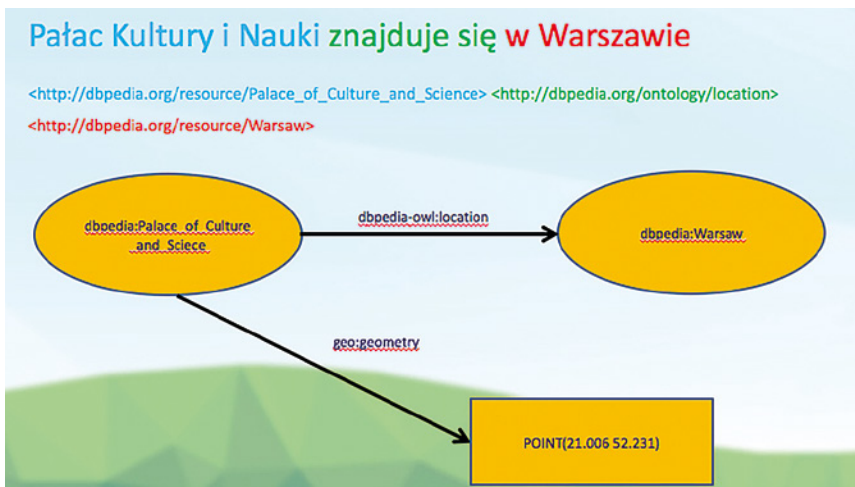 Pałac Kultury i Nauki znajduje się w Warszawie
<http://dbpedia.org/resource/Palace_of_Culture_and_Science> <http://dbpedia.org/ontology/location>
<http://dbpedia.org/resource/Warsaw>
dbpedia:Palace_of_Culture
_and_Sciece
dbpedia-owl:location
dbpedia:Warsaw
geo:geometry
POINT(21.006 52.231)